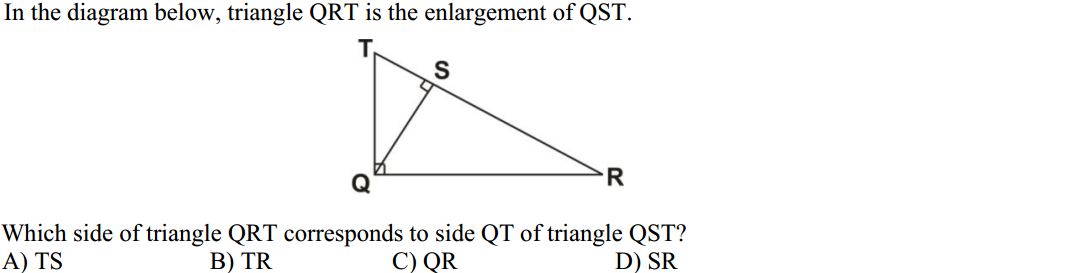 In the diagram below, triangle QRT is the enlargement of QST.
T
S
Q
R
Which side of triangle QRT corresponds to side QT of triangle QST?
A) TS B) TR C) QR D) SR